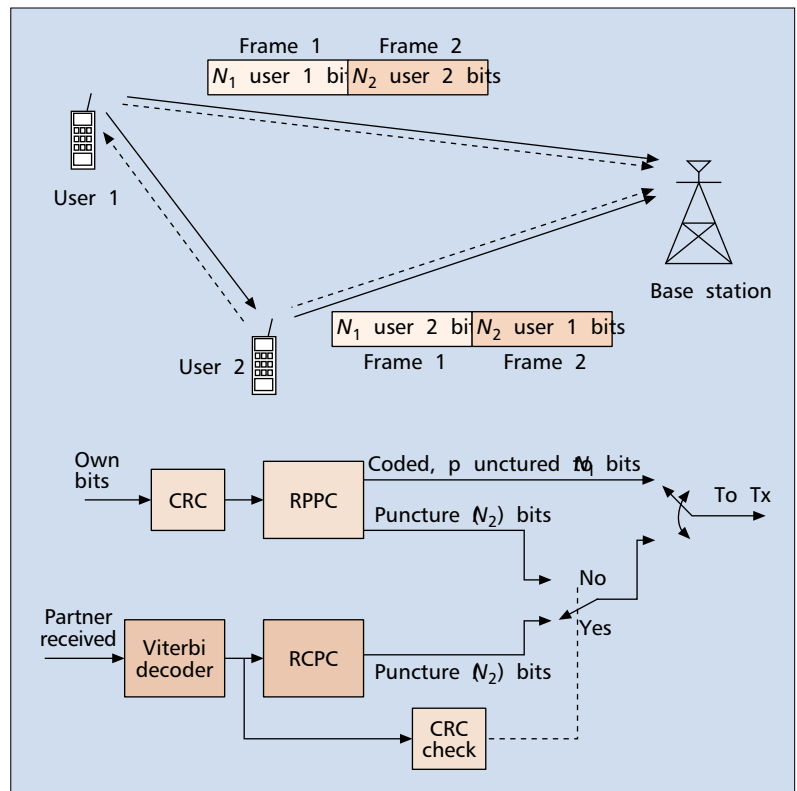 Frame 1 Frame 2
N1 user 1 bit N2 user 2 bits
User 1
Base station
N1 user 2 bit N2 user 1 bits
User 2
Frame 1 Frame 2
Own
bits
CRC
RPPC
Coded, p unctured to N1 bits
To Tx
Puncture (N2) bits
No
Partner
received
Viterbi
decoder
RCPC
Yes
Puncture (N2) bits
CRC
check